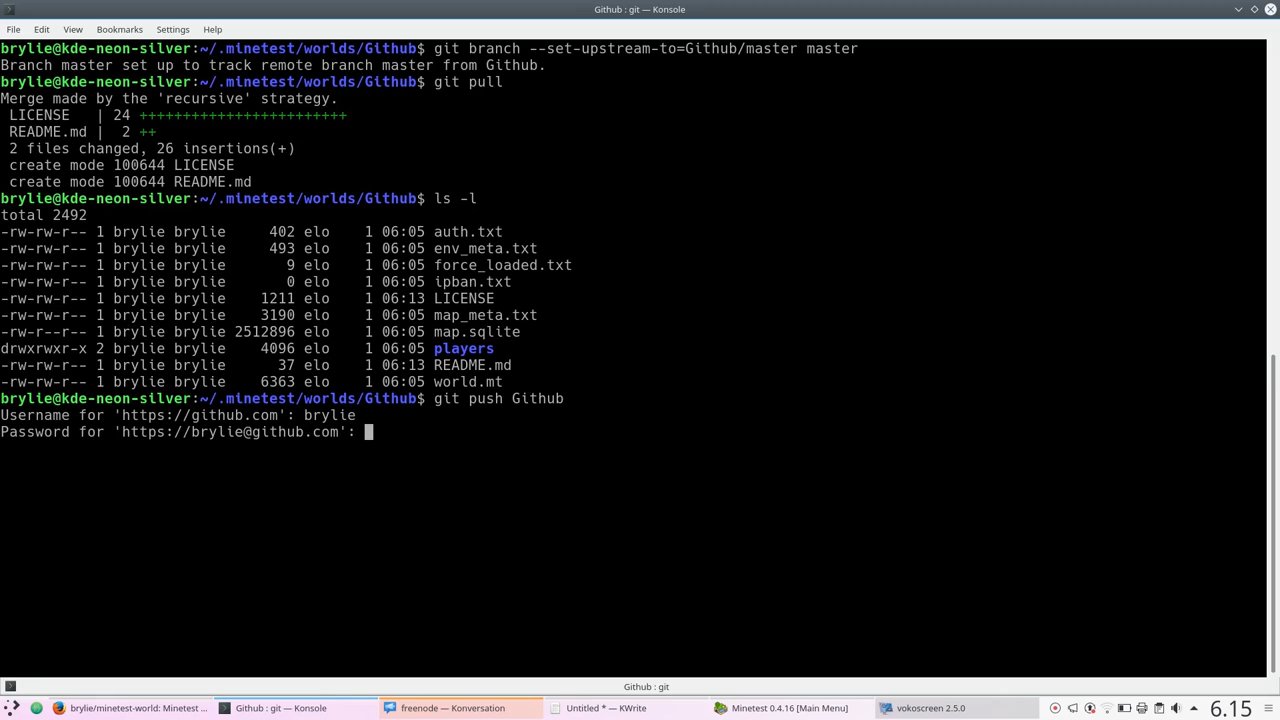 Github : git — Konsole
File Edit View Bookmarks Settings Help
brylie@kde-neon-silver:~/.minetest/worlds/Github$ git branch --set-upstream-to=Github/master master
Branch master set up to track remote branch master from Github.
brylie@kde-neon-silver:~/.minetest/worlds/Github$ git pull
Merge made by the 'recursive' strategy.
 LICENSE   | 24 ++++++++++++++++++++++++
 README.md |  2 ++
 2 files changed, 26 insertions(+)
 create mode 100644 LICENSE
 create mode 100644 README.md
brylie@kde-neon-silver:~/.minetest/worlds/Github$ ls -l
total 2492
-rw-rw-r-- 1 brylie brylie     402 elo    1 06:05 auth.txt
-rw-rw-r-- 1 brylie brylie     493 elo    1 06:05 env_meta.txt
-rw-rw-r-- 1 brylie brylie       9 elo    1 06:05 force_loaded.txt
-rw-rw-r-- 1 brylie brylie       0 elo    1 06:05 ipban.txt
-rw-rw-r-- 1 brylie brylie    1211 elo    1 06:13 LICENSE
-rw-rw-r-- 1 brylie brylie    3190 elo    1 06:05 map_meta.txt
-rw-r--r-- 1 brylie brylie 2512896 elo    1 06:05 map.sqlite
drwxrwxr-x 2 brylie brylie    4096 elo    1 06:05 players
-rw-rw-r-- 1 brylie brylie      37 elo    1 06:13 README.md
-rw-rw-r-- 1 brylie brylie    6363 elo    1 06:05 world.mt
brylie@kde-neon-silver:~/.minetest/worlds/Github$ git push Github
Username for 'https://github.com': brylie
Password for 'https://brylie@github.com':
Github : git
brylie/minetest-world: Minetest ... Github : git — Konsole freenode — Konversation Untitled * — KWrite Minetest 0.4.16 [Main Menu] vokoscreen 2.5.0 6.15